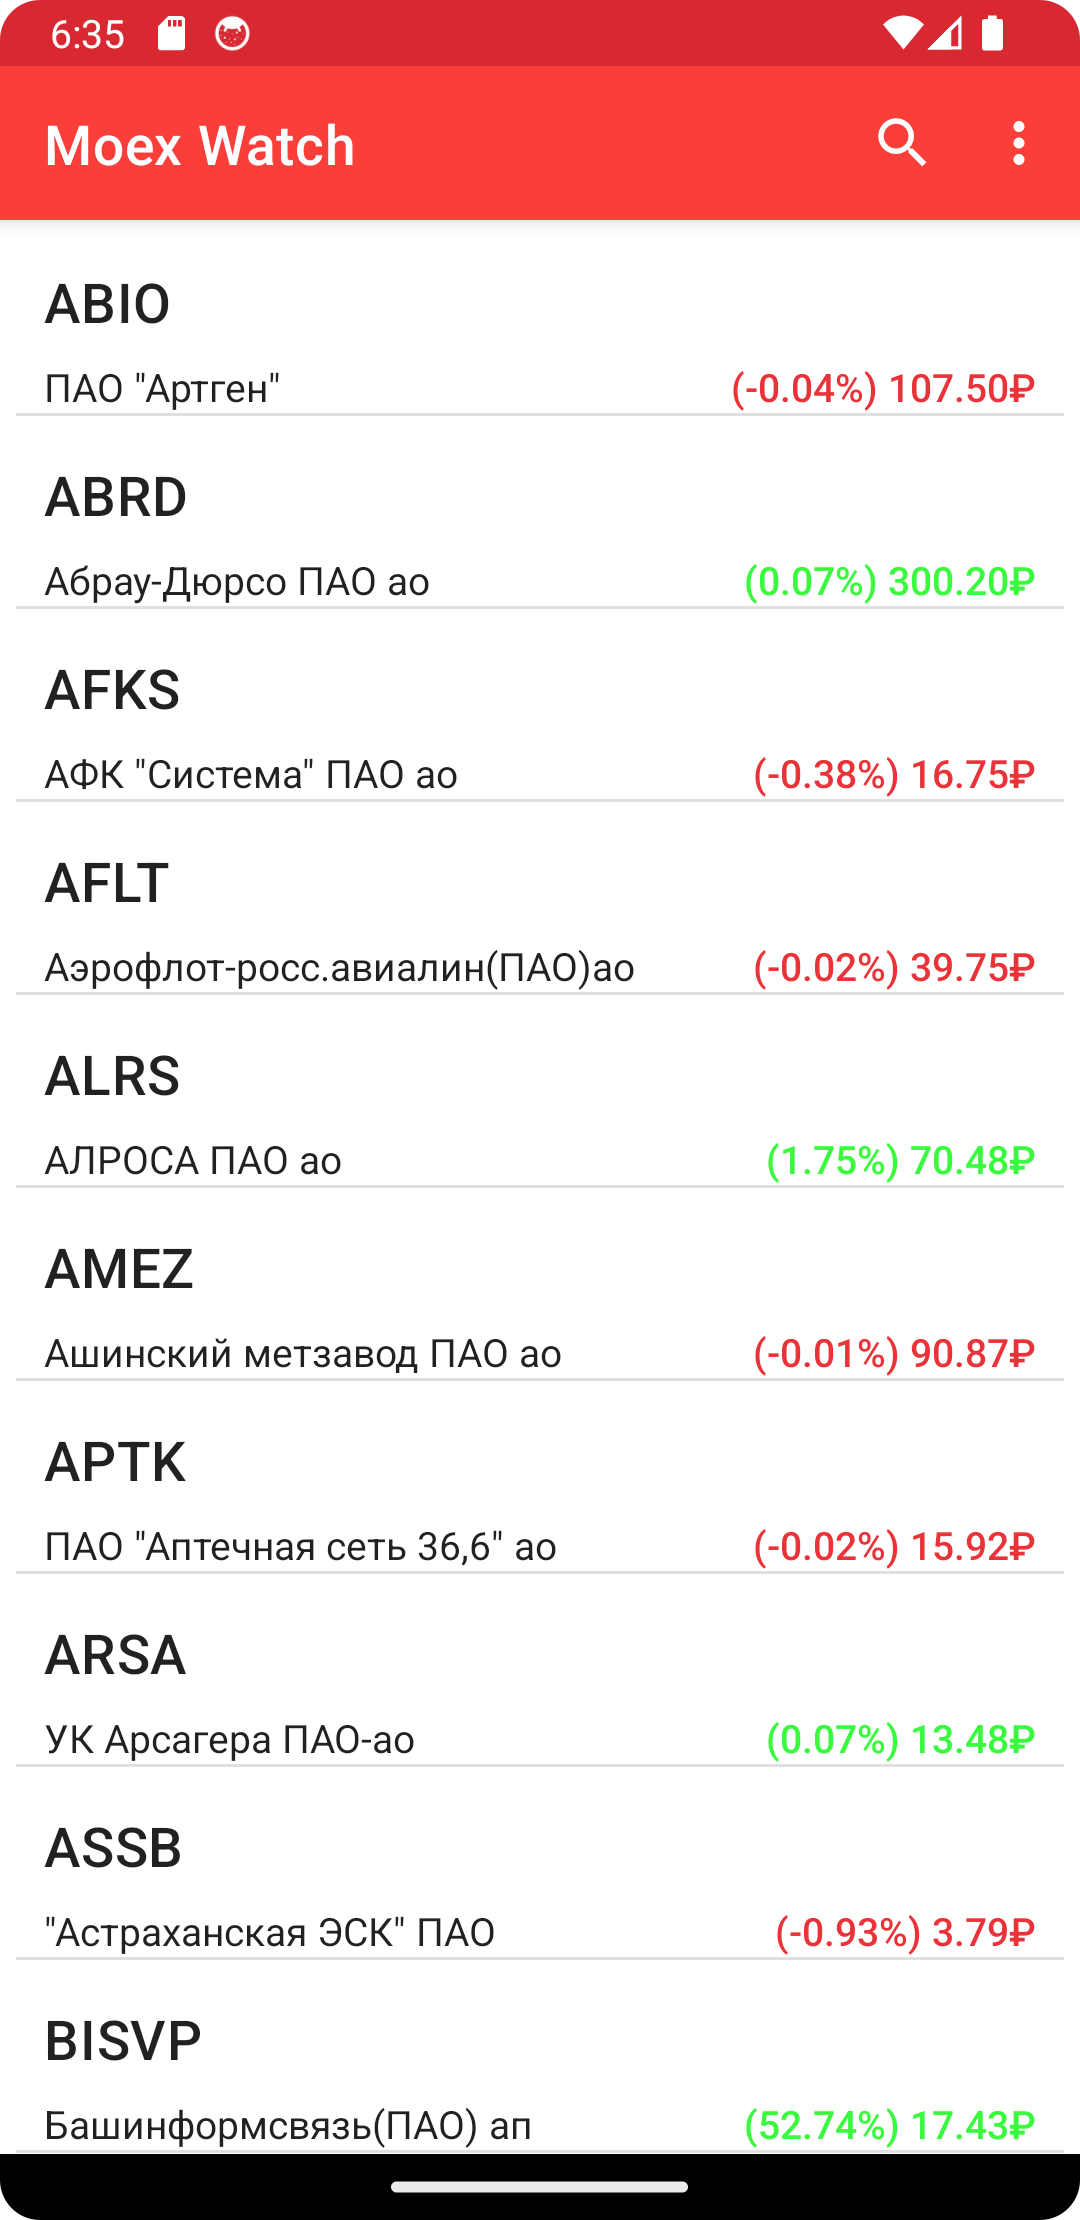 6:35
Moex Watch
ABIO
ПАО "Артген" (-0.04%) 107.50₽
ABRD
Абрау-Дюрсо ПАО ао (0.07%) 300.20₽
AFKS
АФК "Система" ПАО ао (-0.38%) 16.75₽
AFLT
Аэрофлот-росс.авиалин(ПАО)ао (-0.02%) 39.75₽
ALRS
АЛРОСА ПАО ао (1.75%) 70.48₽
AMEZ
Ашинский метзавод ПАО ао (-0.01%) 90.87₽
APTK
ПАО "Аптечная сеть 36,6" ао (-0.02%) 15.92₽
ARSA
УК Арсагера ПАО-ао (0.07%) 13.48₽
ASSB
"Астраханская ЭСК" ПАО (-0.93%) 3.79₽
BISVP
Башинформсвязь(ПАО) ап (52.74%) 17.43₽